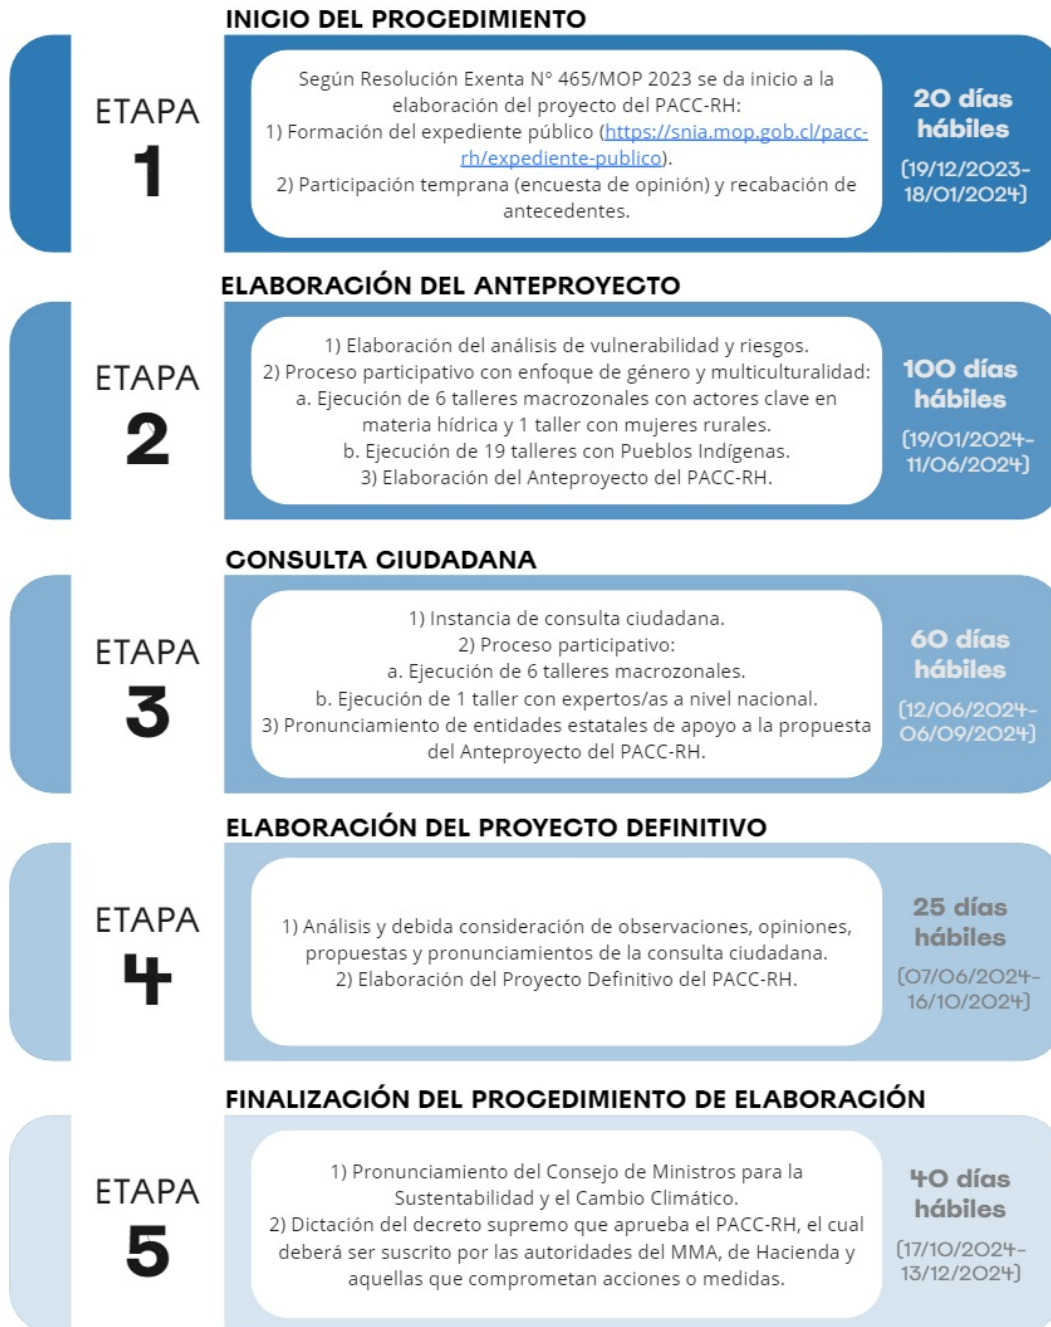 INICIO DEL PROCEDIMIENTO
ETAPA
1
Según Resolución Exenta N° 465/MOP 2023 se da inicio a la
elaboración del proyecto del PACC-RH:
1) Formación del expediente público (https://snia.mop.gob.cl/pacc-
rh/expediente-publico).
2) Participación temprana (encuesta de opinión) y recabación de
antecedentes.
20 días
hábiles
(19/12/2023-
18/01/2024)
ELABORACIÓN DEL ANTEPROYECTO
ETAPA
2
1) Elaboración del análisis de vulnerabilidad y riesgos.
2) Proceso participativo con enfoque de género y multiculturalidad:
a. Ejecución de 6 talleres macrozonales con actores clave en
materia hídrica y 1 taller con mujeres rurales.
b. Ejecución de 19 talleres con Pueblos Indígenas.
3) Elaboración del Anteproyecto del PACC-RH.
100 días
hábiles
(19/01/2024-
11/06/2024)
CONSULTA CIUDADANA
ETAPA
3
1) Instancia de consulta ciudadana.
2) Proceso participativo:
a. Ejecución de 6 talleres macrozonales.
b. Ejecución de 1 taller con expertos/as a nivel nacional.
3) Pronunciamiento de entidades estatales de apoyo a la propuesta
del Anteproyecto del PACC-RH.
60 días
hábiles
(12/06/2024-
06/09/2024)
ELABORACIÓN DEL PROYECTO DEFINITIVO
ETAPA
4
1) Análisis y debida consideración de observaciones, opiniones,
propuestas y pronunciamientos de la consulta ciudadana.
2) Elaboración del Proyecto Definitivo del PACC-RH.
25 días
hábiles
(07/06/2024-
16/10/2024)
FINALIZACIÓN DEL PROCEDIMIENTO DE ELABORACIÓN
ETAPA
5
1) Pronunciamiento del Consejo de Ministros para la
Sustentabilidad y el Cambio Climático.
2) Dictación del decreto supremo que aprueba el PACC-RH, el cual
deberá ser suscrito por las autoridades del MMA, de Hacienda y
aquellas que comprometan acciones o medidas.
40 días
hábiles
(17/10/2024-
13/12/2024)